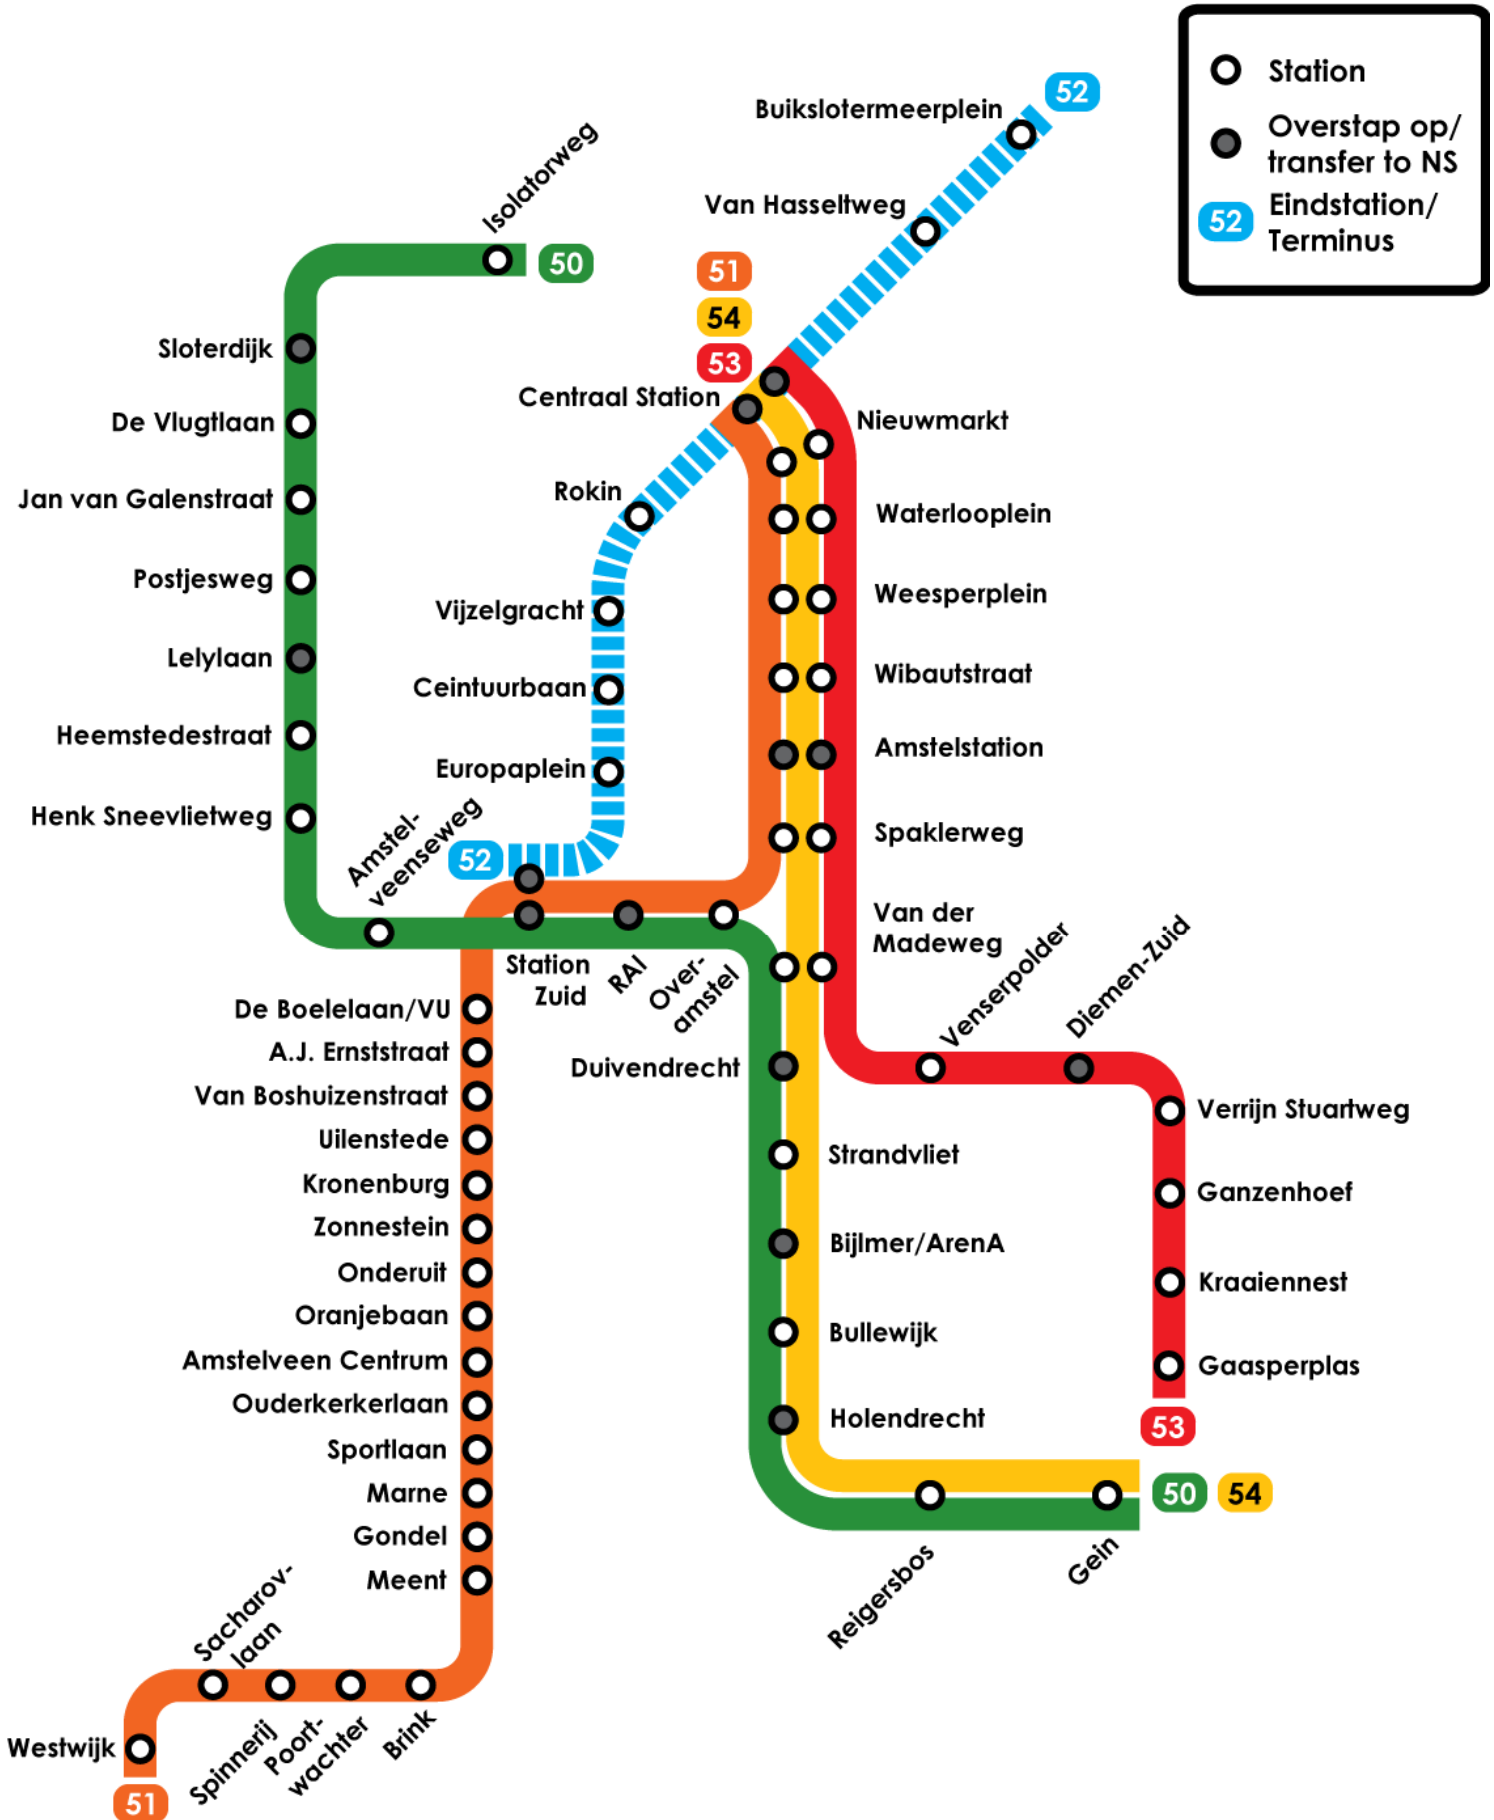 Station
Overstap op/
transfer to NS
52
Eindstation/
Terminus
52
Buikslotermeerplein
Van Hasseltweg
Isolatorweg
50
51
54
53
Centraal Station
Sloterdijk
De Vlugtlaan
Jan van Galenstraat
Postjesweg
Lelylaan
Heemstedestraat
Henk Sneevlietweg
Amstel-
veenseweg
Rokin
Vijzelgracht
Ceintuurbaan
Europaplein
52
Nieuwmarkt
Waterlooplein
Weesperplein
Wibautstraat
Amstelstation
Spaklerweg
Van der
Madeweg
Station
Zuid
RAI
Over-
amstel
Venserpolder
Diemen-Zuid
Duivendrecht
Strandvliet
Bijlmer/ArenA
Bullewijk
Holendrecht
Verrijn Stuartweg
Ganzenhoef
Kraaiennest
Gaasperplas
53
50
54
Reigersbos
Gein
De Boelelaan/VU
A.J. Ernststraat
Van Boshuizenstraat
Uilenstede
Kronenburg
Zonnestein
Onderuit
Oranjebaan
Amstelveen Centrum
Ouderkerkerlaan
Sportlaan
Marne
Gondel
Meent
Sacharov-
laan
Spinnerij
Poort-
wachter
Brink
Westwijk
51